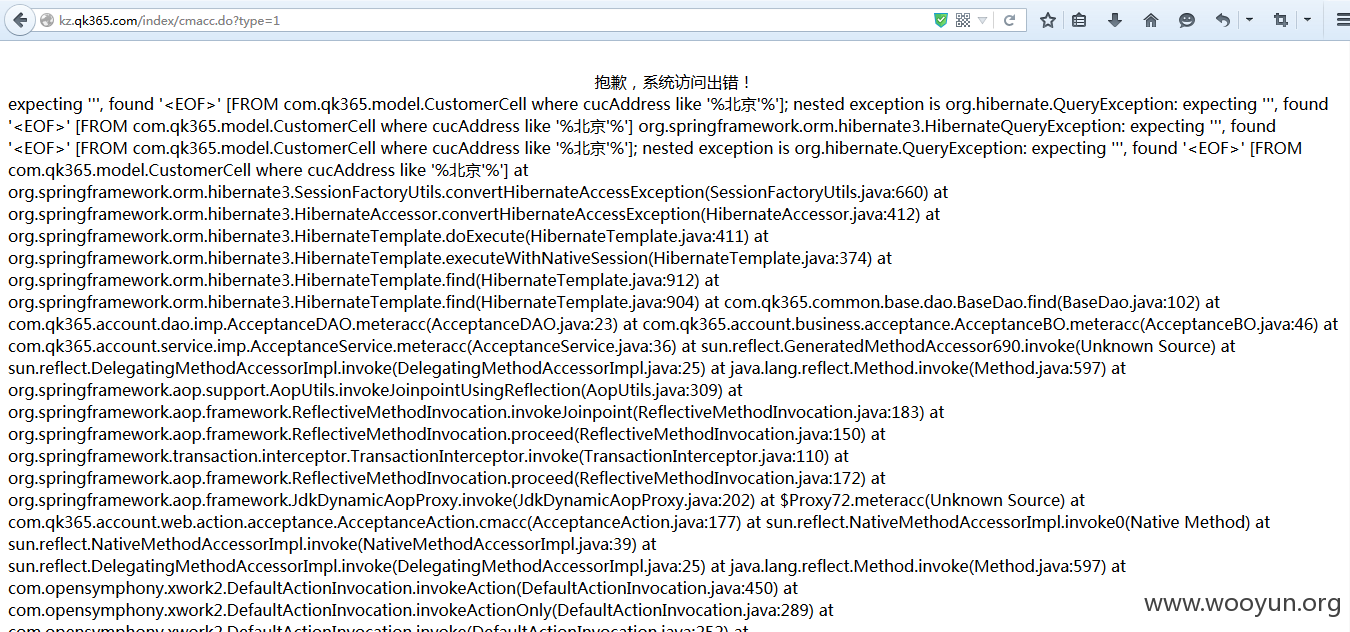 kz.qk365.com/index/cmacc.do?type=1
抱歉，系统访问出错！
expecting ''', found '<EOF>' [FROM com.qk365.model.CustomerCell where cucAddress like '%北京'%']; nested exception is org.hibernate.QueryException: expecting ''', found
'<EOF>' [FROM com.qk365.model.CustomerCell where cucAddress like '%北京'%'] org.springframework.orm.hibernate3.HibernateQueryException: expecting ''', found
'<EOF>' [FROM com.qk365.model.CustomerCell where cucAddress like '%北京'%']; nested exception is org.hibernate.QueryException: expecting ''', found '<EOF>' [FROM
com.qk365.model.CustomerCell where cucAddress like '%北京'%'] at
org.springframework.orm.hibernate3.SessionFactoryUtils.convertHibernateAccessException(SessionFactoryUtils.java:660) at
org.springframework.orm.hibernate3.HibernateAccessor.convertHibernateAccessException(HibernateAccessor.java:412) at
org.springframework.orm.hibernate3.HibernateTemplate.doExecute(HibernateTemplate.java:411) at
org.springframework.orm.hibernate3.HibernateTemplate.executeWithNativeSession(HibernateTemplate.java:374) at
org.springframework.orm.hibernate3.HibernateTemplate.find(HibernateTemplate.java:912) at
org.springframework.orm.hibernate3.HibernateTemplate.find(HibernateTemplate.java:904) at com.qk365.common.base.dao.BaseDao.find(BaseDao.java:102) at
com.qk365.account.dao.imp.AcceptanceDAO.meteracc(AcceptanceDAO.java:23) at com.qk365.account.business.acceptance.AcceptanceBO.meteracc(AcceptanceBO.java:46) at
com.qk365.account.service.imp.AcceptanceService.meteracc(AcceptanceService.java:36) at sun.reflect.GeneratedMethodAccessor690.invoke(Unknown Source) at
sun.reflect.DelegatingMethodAccessorImpl.invoke(DelegatingMethodAccessorImpl.java:25) at java.lang.reflect.Method.invoke(Method.java:597) at
org.springframework.aop.support.AopUtils.invokeJoinpointUsingReflection(AopUtils.java:309) at
org.springframework.aop.framework.ReflectiveMethodInvocation.invokeJoinpoint(ReflectiveMethodInvocation.java:183) at
org.springframework.aop.framework.ReflectiveMethodInvocation.proceed(ReflectiveMethodInvocation.java:150) at
org.springframework.transaction.interceptor.TransactionInterceptor.invoke(TransactionInterceptor.java:110) at
org.springframework.aop.framework.ReflectiveMethodInvocation.proceed(ReflectiveMethodInvocation.java:172) at
org.springframework.aop.framework.JdkDynamicAopProxy.invoke(JdkDynamicAopProxy.java:202) at $Proxy72.meteracc(Unknown Source) at
com.qk365.account.web.action.acceptance.AcceptanceAction.cmacc(AcceptanceAction.java:177) at sun.reflect.NativeMethodAccessorImpl.invoke0(Native Method) at
sun.reflect.NativeMethodAccessorImpl.invoke(NativeMethodAccessorImpl.java:39) at
sun.reflect.DelegatingMethodAccessorImpl.invoke(DelegatingMethodAccessorImpl.java:25) at java.lang.reflect.Method.invoke(Method.java:597) at
com.opensymphony.xwork2.DefaultActionInvocation.invokeAction(DefaultActionInvocation.java:450) at
com.opensymphony.xwork2.DefaultActionInvocation.invokeActionOnly(DefaultActionInvocation.java:289) at
com.opensymphony.xwork2.DefaultActionInvocation.invoke(DefaultActionInvocation.java:252) at
www.wooyun.org